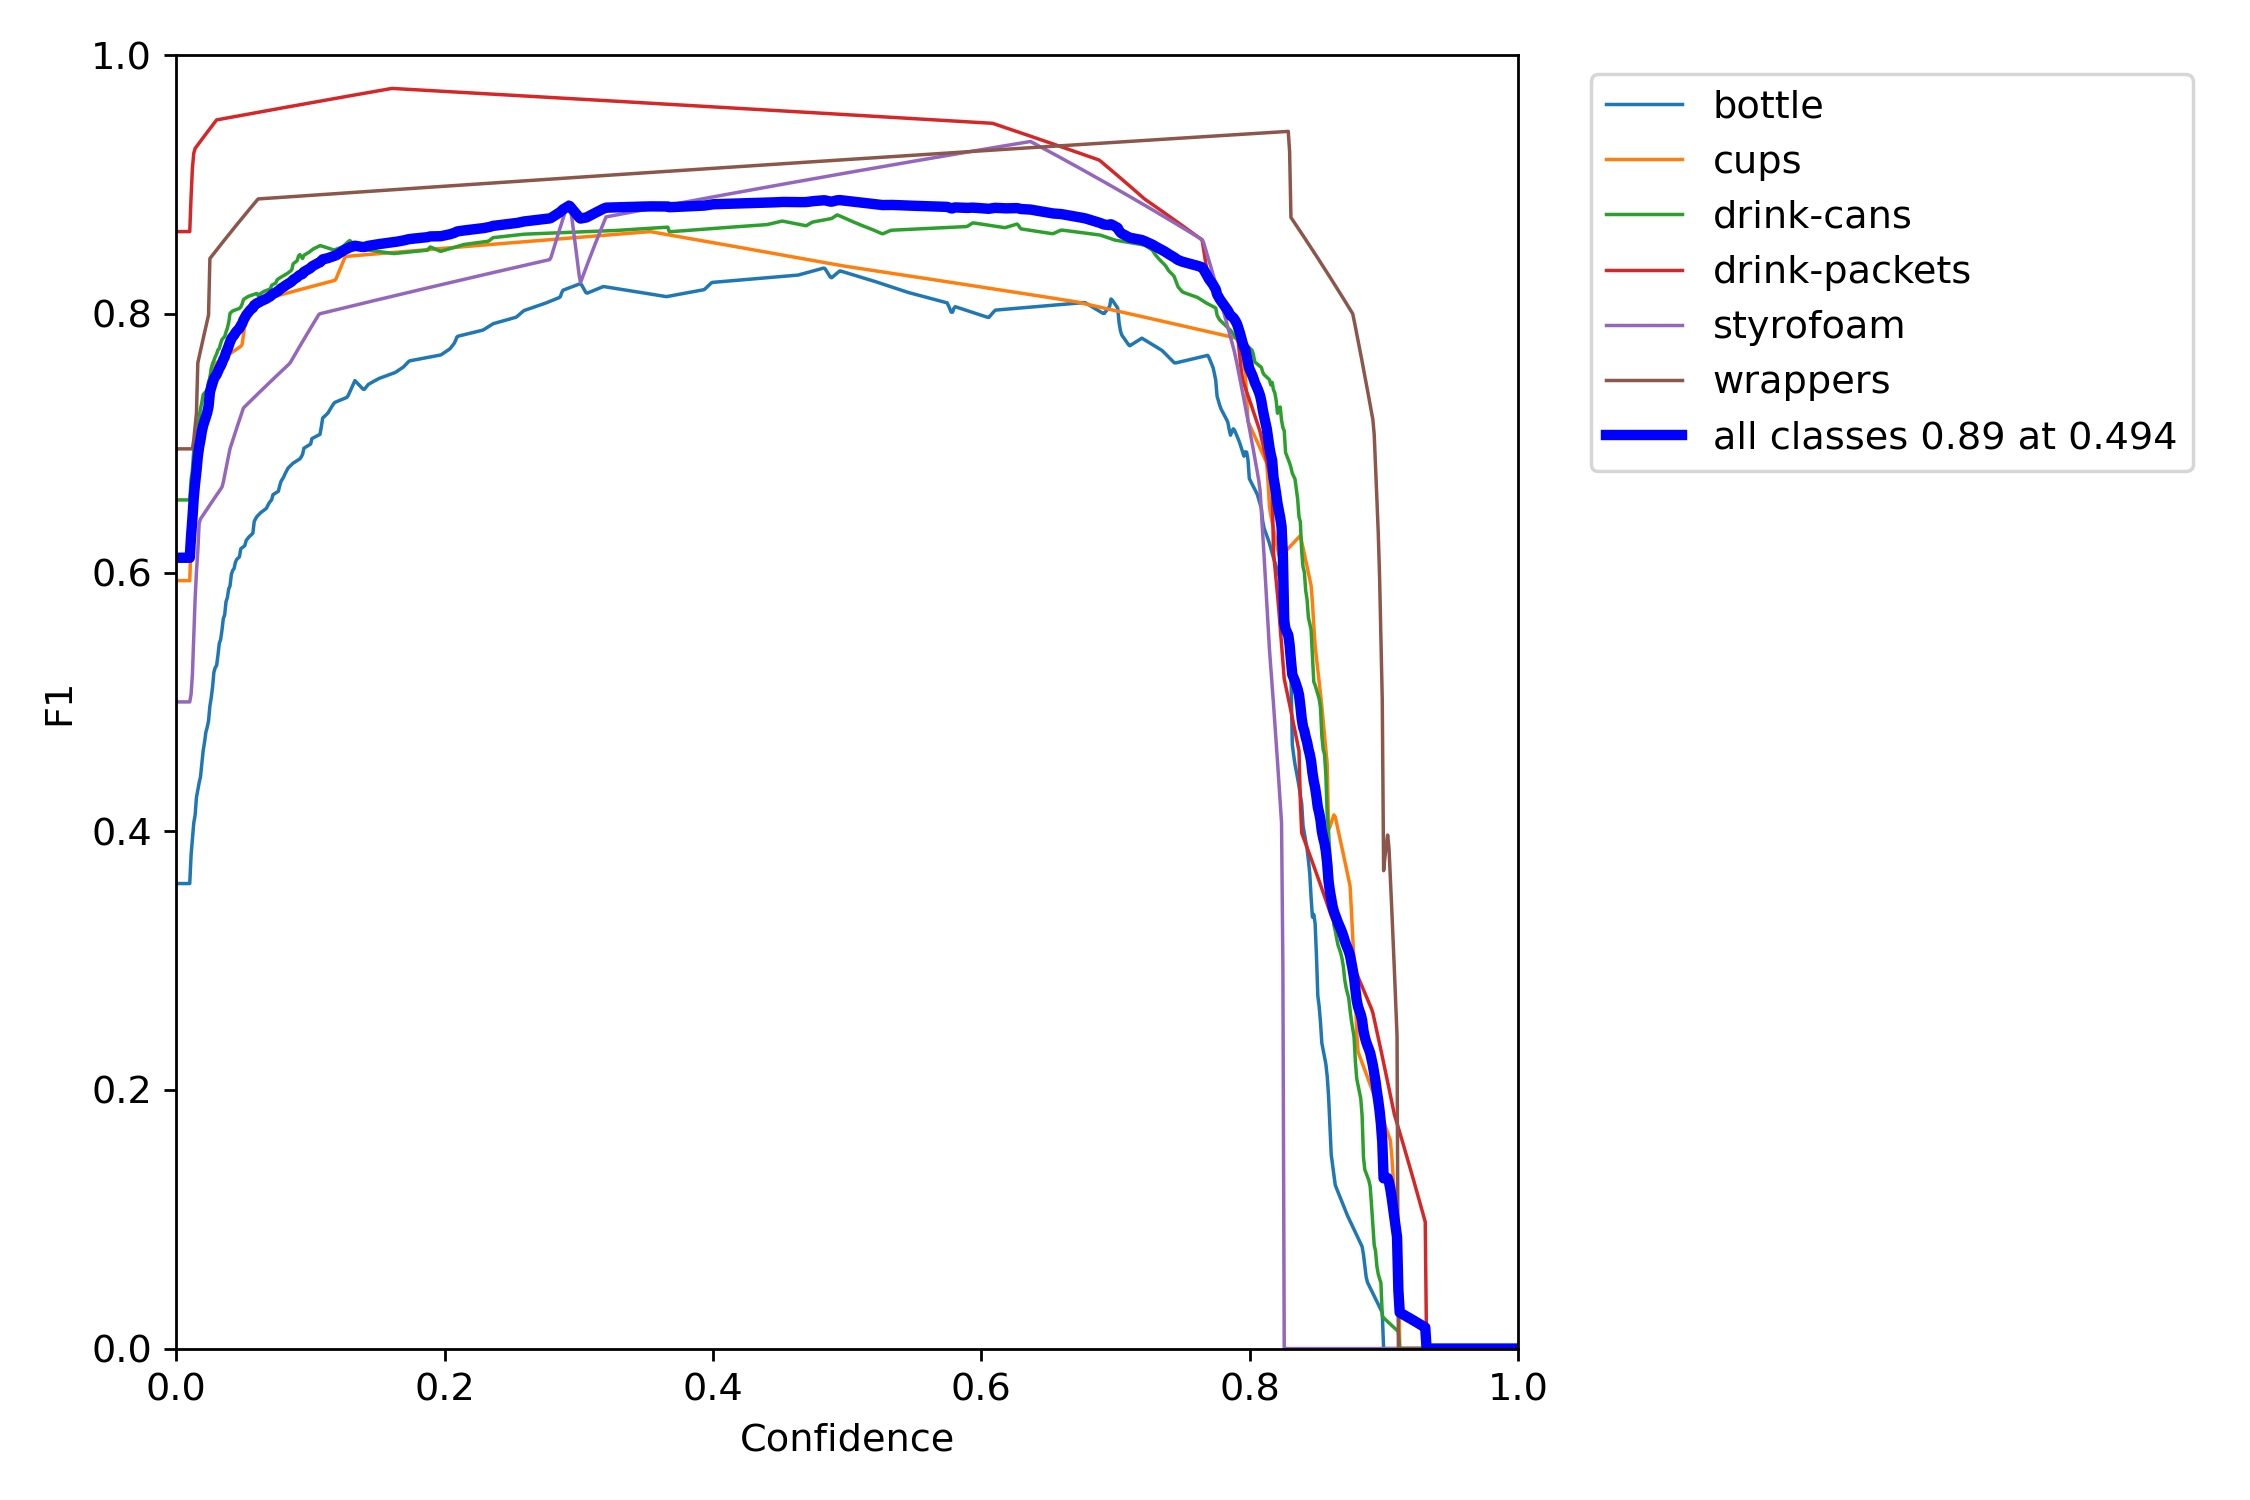 1.0
0.8
0.6
0.4
0.2
0.0
F1
0.0 0.2 0.4 0.6 0.8 1.0
Confidence
bottle
cups
drink-cans
drink-packets
styrofoam
wrappers
all classes 0.89 at 0.494